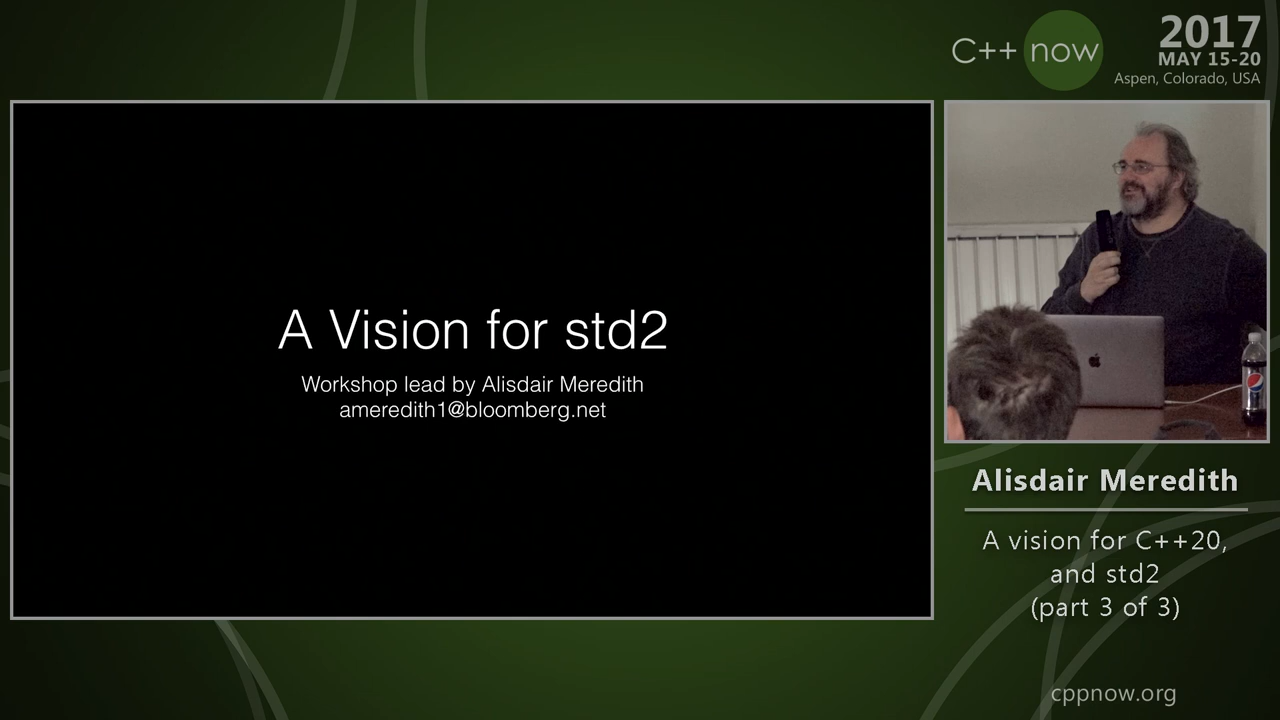 C++ now
2017
MAY 15-20
Aspen, Colorado, USA
A Vision for std2
Workshop lead by Alisdair Meredith
ameredith1@bloomberg.net
Alisdair Meredith
A vision for C++20,
and std2
(part 3 of 3)
cppnow.org